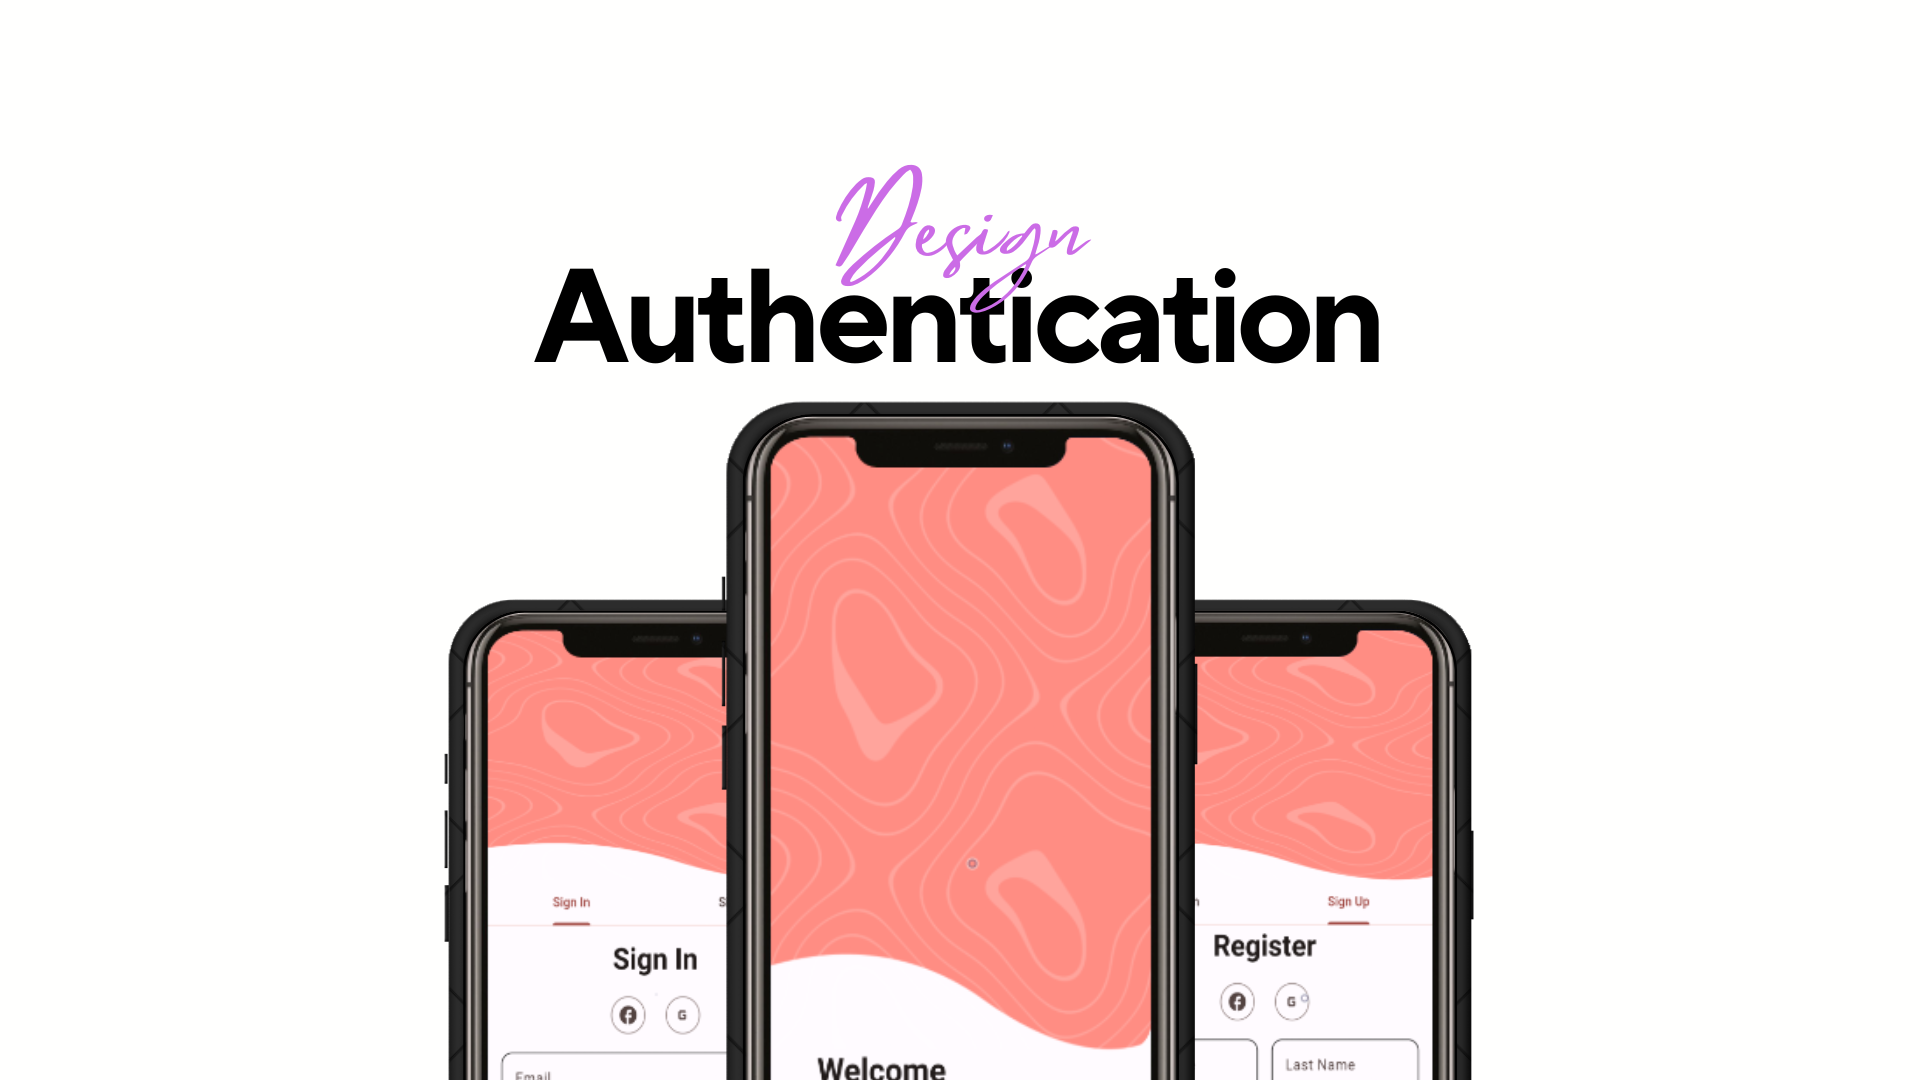 Design
Authentication
Sign In
Sign In
G
Email
Welcome
Sign Up
Register
G
Last Name